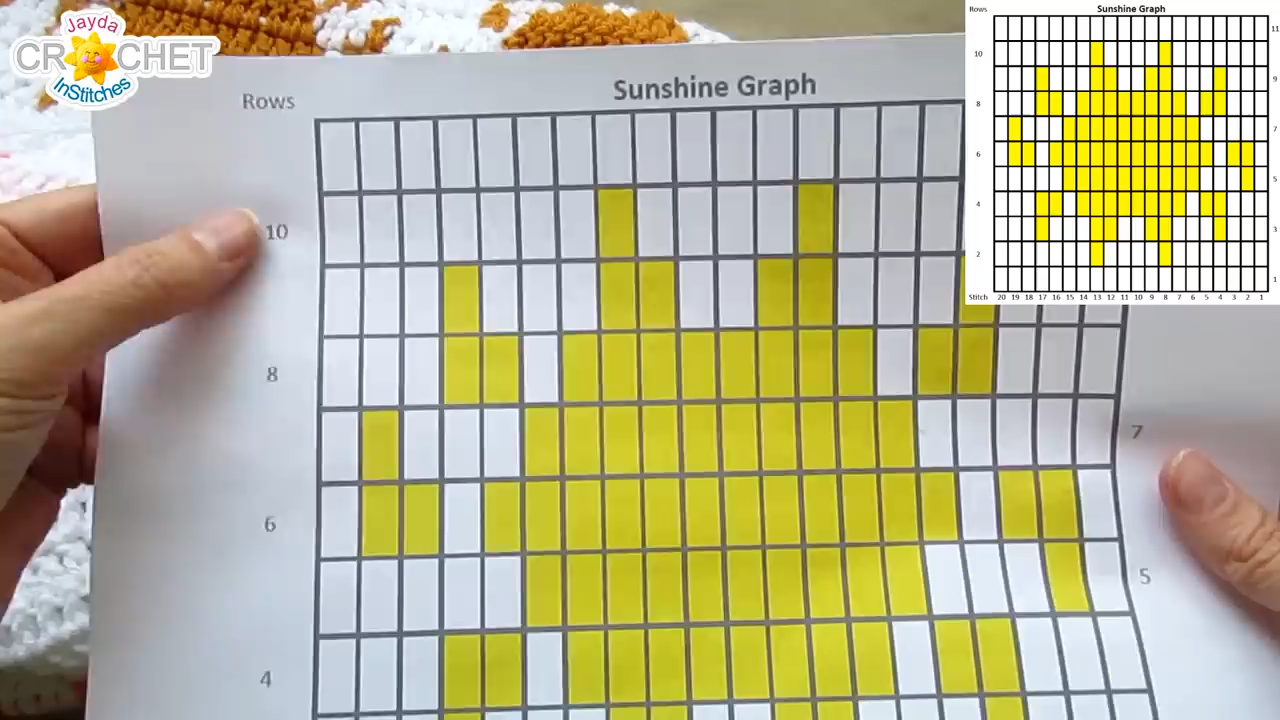 Jayda
CROCHET
InStitches
Rows
Sunshine Graph
10
8
7
6
5
4
Rows
Sunshine Graph
11
10
9
8
7
6
5
4
3
2
1
Stitch 20 19 18 17 16 15 14 13 12 11 10 9 8 7 6 5 4 3 2 1